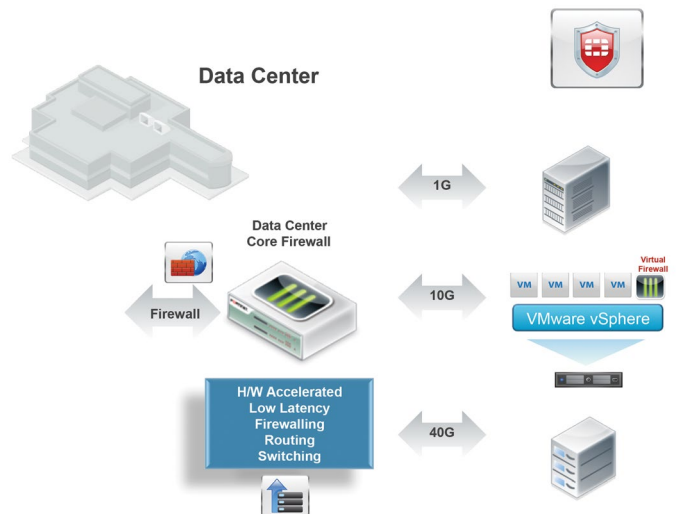 Data Center
1G
Data Center
Core Firewall
Virtual
Firewall
Firewall
10G
VM VM VM VM
VMware vSphere
H/W Accelerated
Low Latency
Firewalling
Routing
Switching
40G